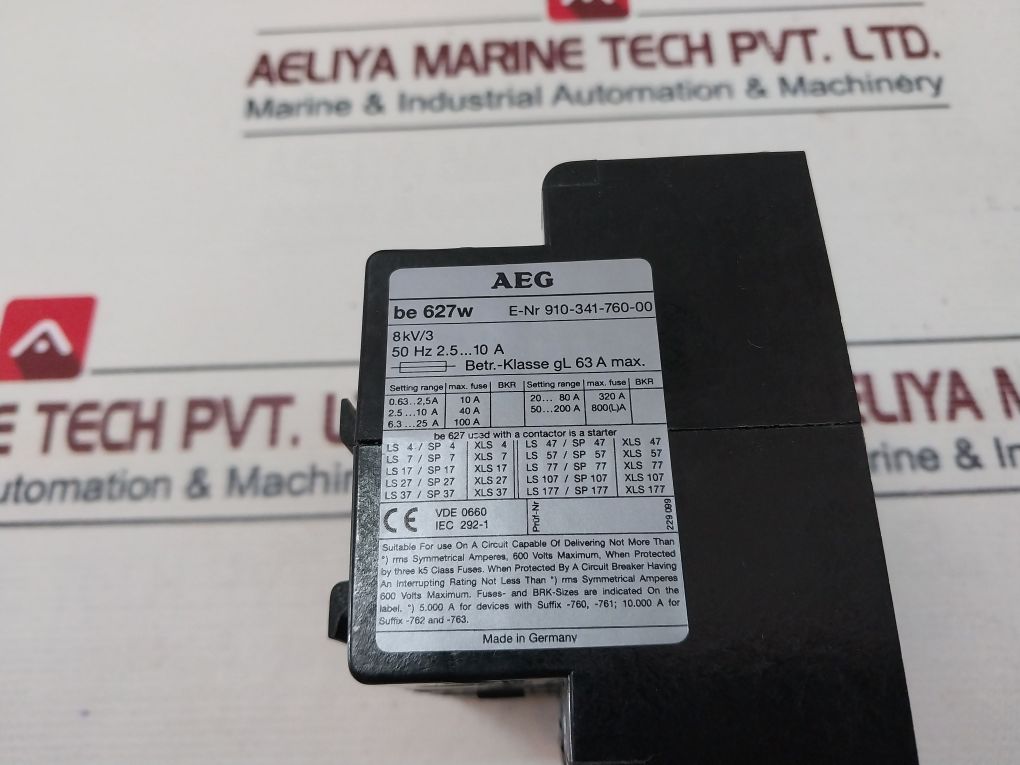 AELIYA MARINE TECH PVT. LTD.
Marine & Industrial Automation & Machinery
E TECH PVT. L
utomation & Machin
ELIYA
rine & I
AEG
be 627w E-Nr 910-341-760-00
8kV/3
50 Hz 2.5...10 A
Betr.-Klasse gL 63 A max.
Setting range max. fuse BKR Setting range max. fuse BKR
0.63..2,5A 10 A 20... 80 A 320 A
2.5...10 A 40 A 50...200 A 800(L)A
6.3...25 A 100 A
be 627 used with a contactor is a starter
LS 4 / SP 4 XLS 4 LS 47 / SP 47 XLS 47
LS 7 / SP 7 XLS 7 LS 57 / SP 57 XLS 57
LS 17 / SP 17 XLS 17 LS 77 / SP 77 XLS 77
LS 27 / SP 27 XLS 27 LS 107 / SP 107 XLS 107
LS 37 / SP 37 XLS 37 LS 177 / SP 177 XLS 177
CE VDE 0660 Prüf-Nr 229 099
IEC 292-1
Suitable For use On A Circuit Capable Of Delivering Not More Than
°) rms Symmetrical Amperes, 600 Volts Maximum, When Protected
by three k5 Class Fuses. When Protected By A Circuit Breaker Having
An Interrupting Rating Not Less Than °) rms Symmetrical Amperes
600 Volts Maximum. Fuses- and BRK-Sizes are indicated On the
label. °) 5.000 A for devices with Suffix -760, -761; 10.000 A for
Suffix -762 and -763.
Made in Germany